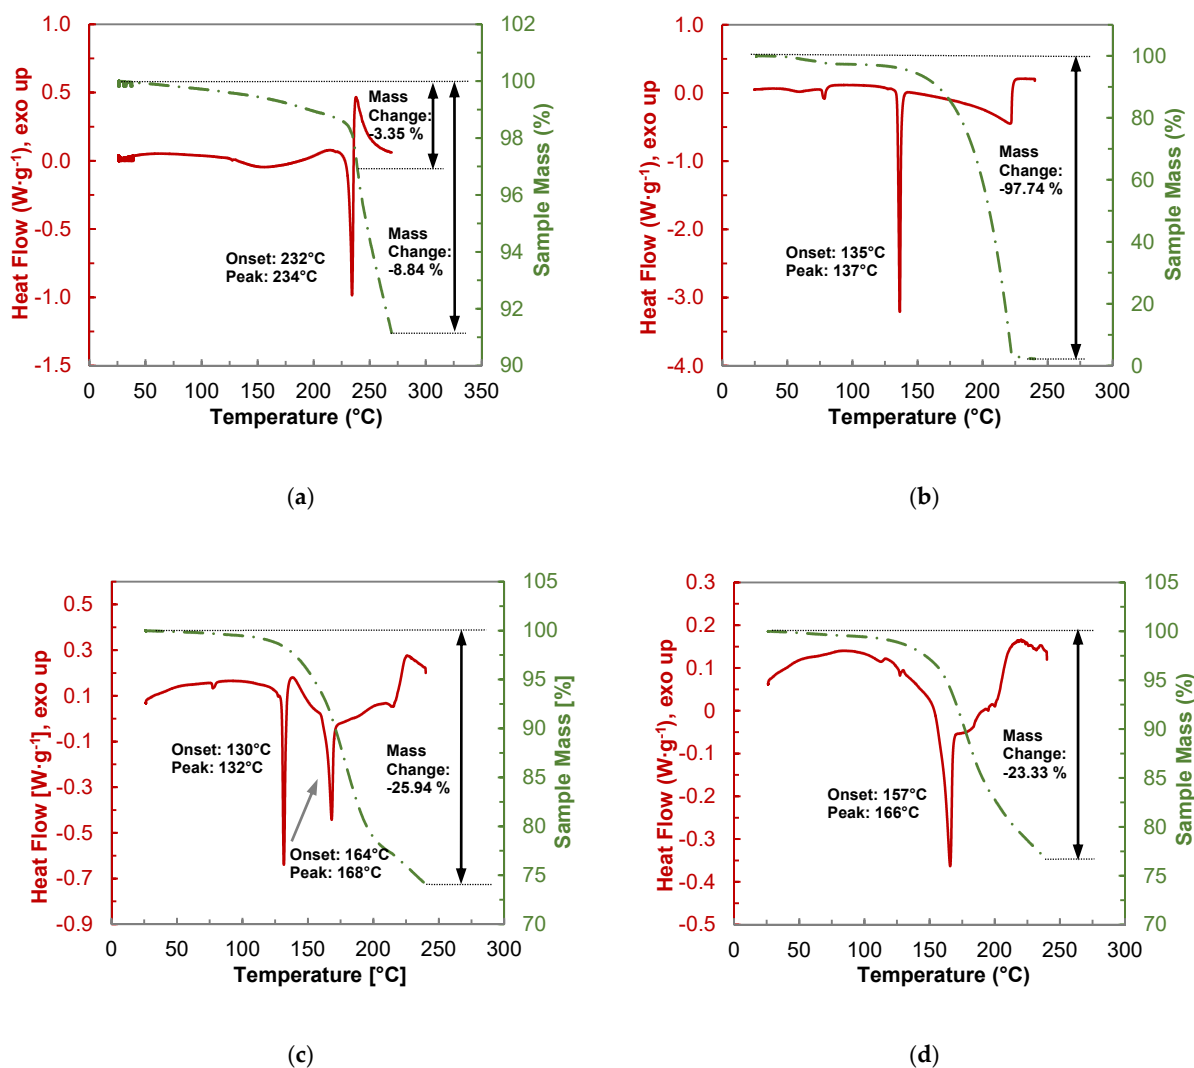 Heat Flow (W·g⁻¹), exo up
1.0
0.5
0.0
-0.5
-1.0
-1.5
0 50 100 150 200 250 300 350
Temperature (°C)
102
100
98
96
94
92
90
Sample Mass (%)
Mass
Change:
-3.35 %
Mass
Change:
-8.84 %
Onset: 232°C
Peak: 234°C
(a)
Heat Flow (W·g⁻¹), exo up
1.0
0.0
-1.0
-2.0
-3.0
-4.0
0 50 100 150 200 250 300
Temperature (°C)
100
80
60
40
20
0
Sample Mass (%)
Mass
Change:
-97.74 %
Onset: 135°C
Peak: 137°C
(b)
Heat Flow [W·g⁻¹], exo up
0.5
0.3
0.1
-0.1
-0.3
-0.5
-0.7
-0.9
0 50 100 150 200 250 300
Temperature [°C]
105
100
95
90
85
80
75
70
Sample Mass [%]
Onset: 130°C
Peak: 132°C
Mass
Change:
-25.94 %
Onset: 164°C
Peak: 168°C
(c)
Heat Flow (W·g⁻¹), exo up
0.3
0.2
0.1
0
-0.1
-0.2
-0.3
-0.4
-0.5
0 50 100 150 200 250 300
Temperature (°C)
105
100
95
90
85
80
75
70
Sample Mass (%)
Mass
Change:
-23.33 %
Onset: 157°C
Peak: 166°C
(d)